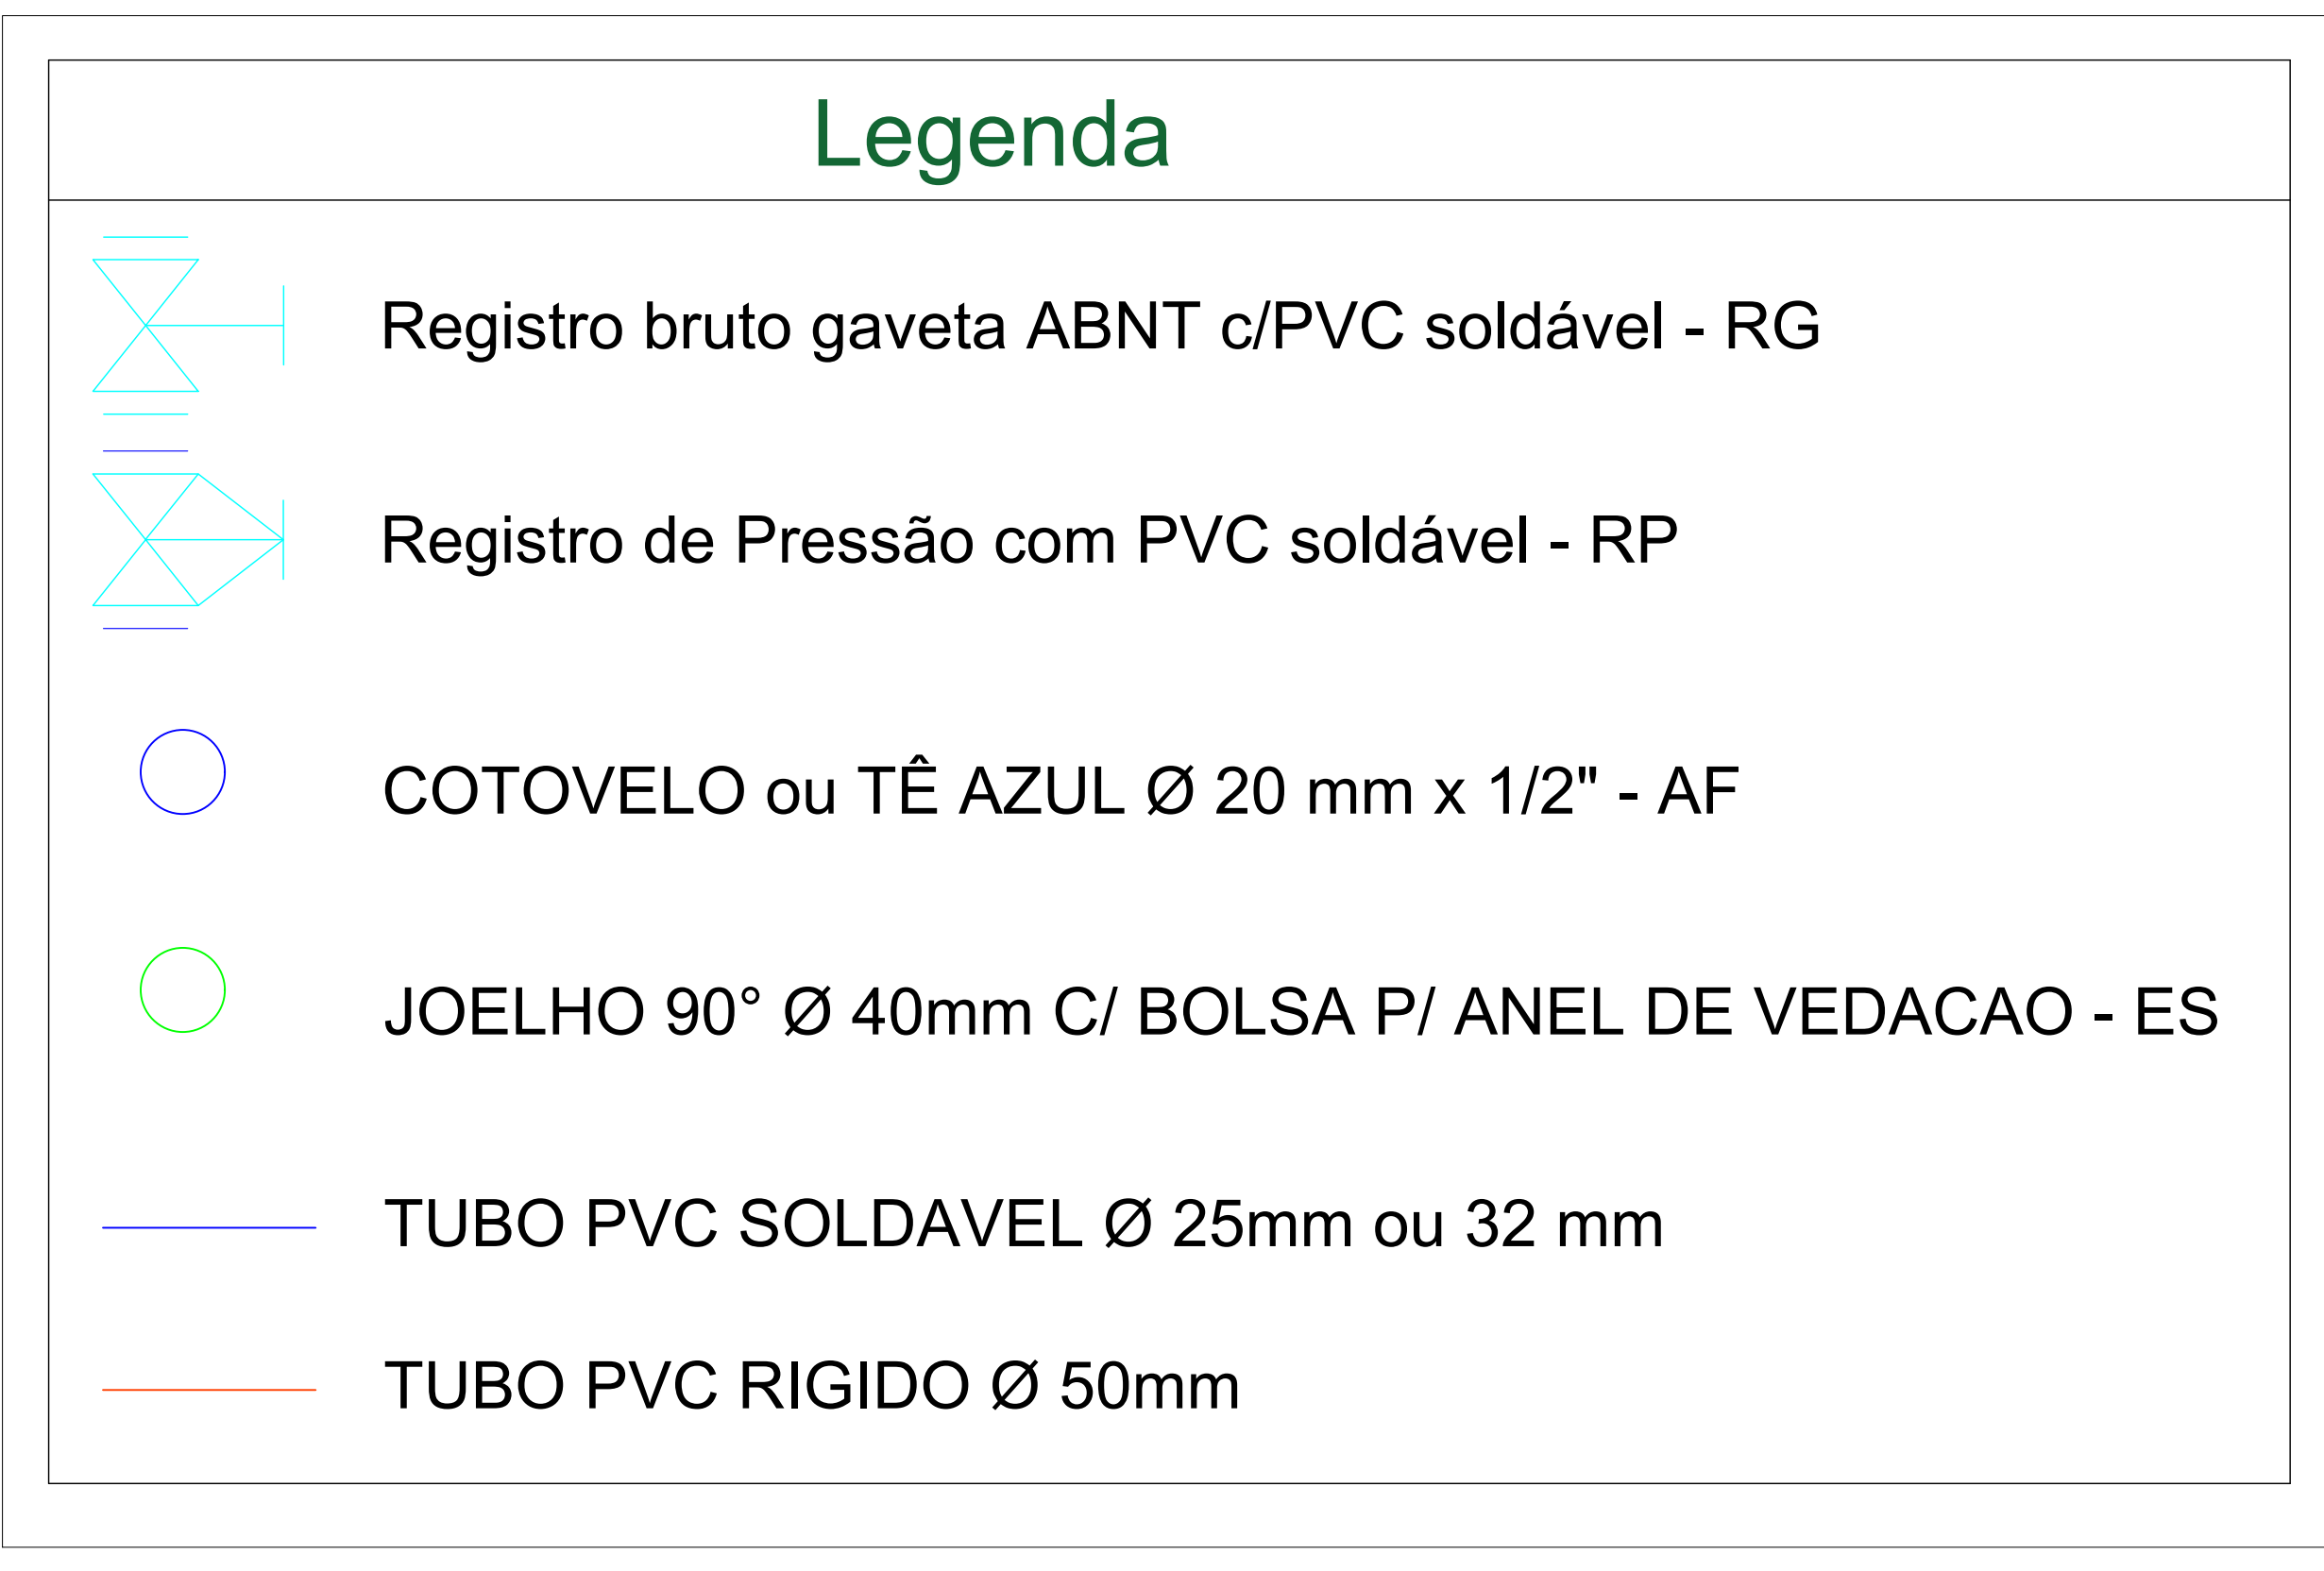 Legenda
Registro bruto gaveta ABNT c/PVC soldável - RG
Registo de Pressão com PVC soldável - RP
COTOVELO ou TÊ AZUL Ø 20 mm x 1/2" - AF
JOELHO 90° Ø 40mm C/ BOLSA P/ ANEL DE VEDACAO - ES
TUBO PVC SOLDAVEL Ø 25mm ou 32 mm
TUBO PVC RIGIDO Ø 50mm